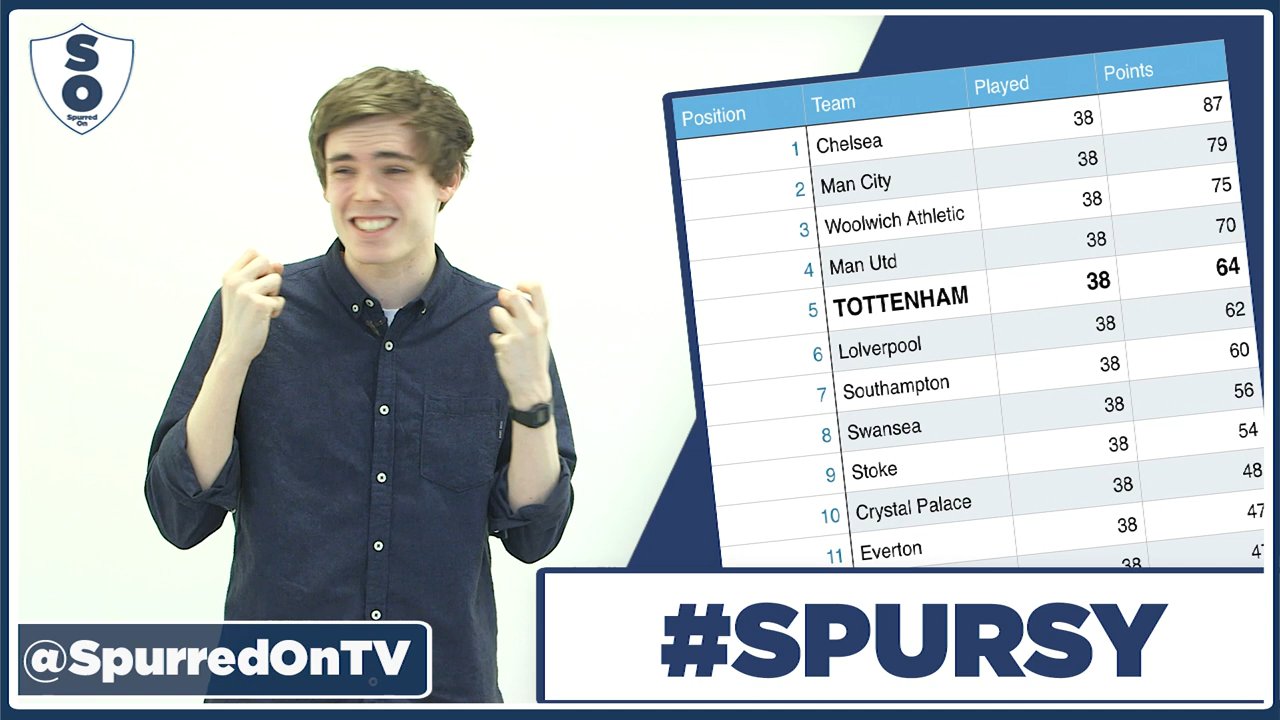 S
O
Spurred
On
Position Team Played Points
1 Chelsea 38 87
2 Man City 38 79
3 Woolwich Athletic 38 75
4 Man Utd 38 70
5 TOTTENHAM 38 64
6 Lolverpool 38 62
7 Southampton 38 60
8 Swansea 38 56
9 Stoke 38 54
10 Crystal Palace 38 48
11 Everton 38 47
38
@SpurredOnTV
#SPURSY